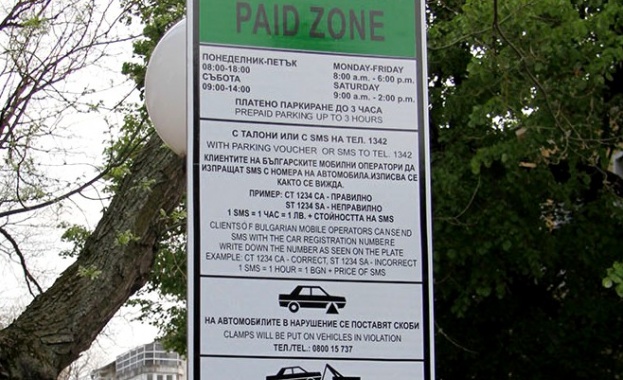 PAID ZONE
ПОНЕДЕЛНИК-ПЕТЪК
08:00-18:00
СЪБОТА
09:00-14:00
MONDAY-FRIDAY
8:00 a.m. - 6:00 p.m.
SATURDAY
9:00 a.m. - 2:00 p.m.
ПЛАТЕНО ПАРКИРАНЕ ДО 3 ЧАСА
PREPAID PARKING UP TO 3 HOURS
С ТАЛОНИ ИЛИ С SMS НА ТЕЛ. 1342
WITH PARKING VOUCHER OR SMS TO TEL. 1342
КЛИЕНТИТЕ НА БЪЛГАРСКИТЕ МОБИЛНИ ОПЕРАТОРИ ДА
ИЗПРАЩАТ SMS С НОМЕРА НА АВТОМОБИЛА.ИЗПИСВА СЕ
КАКТО СЕ ВИЖДА.
ПРИМЕР: CT 1234 CA - ПРАВИЛНО
ST 1234 SA - НЕПРАВИЛНО
1 SMS = 1 ЧАС = 1 ЛВ. + СТОЙНОСТТА НА SMS
CLIENTS OF BULGARIAN MOBILE OPERATORS CAN SEND
SMS WITH THE CAR REGISTRATION NUMBER E
WRITE DOWN THE NUMBER AS SEEN ON THE PLATE
EXAMPLE: CT 1234 CA - CORRECT, ST 1234 SA - INCORRECT
1 SMS = 1 HOUR = 1 BGN + PRICE OF SMS
НА АВТОМОБИЛИТЕ В НАРУШЕНИЕ СЕ ПОСТАВЯТ СКОБИ
CLAMPS WILL BE PUT ON VEHICLES IN VIOLATION
ТЕЛ./TEL.: 0800 15 737